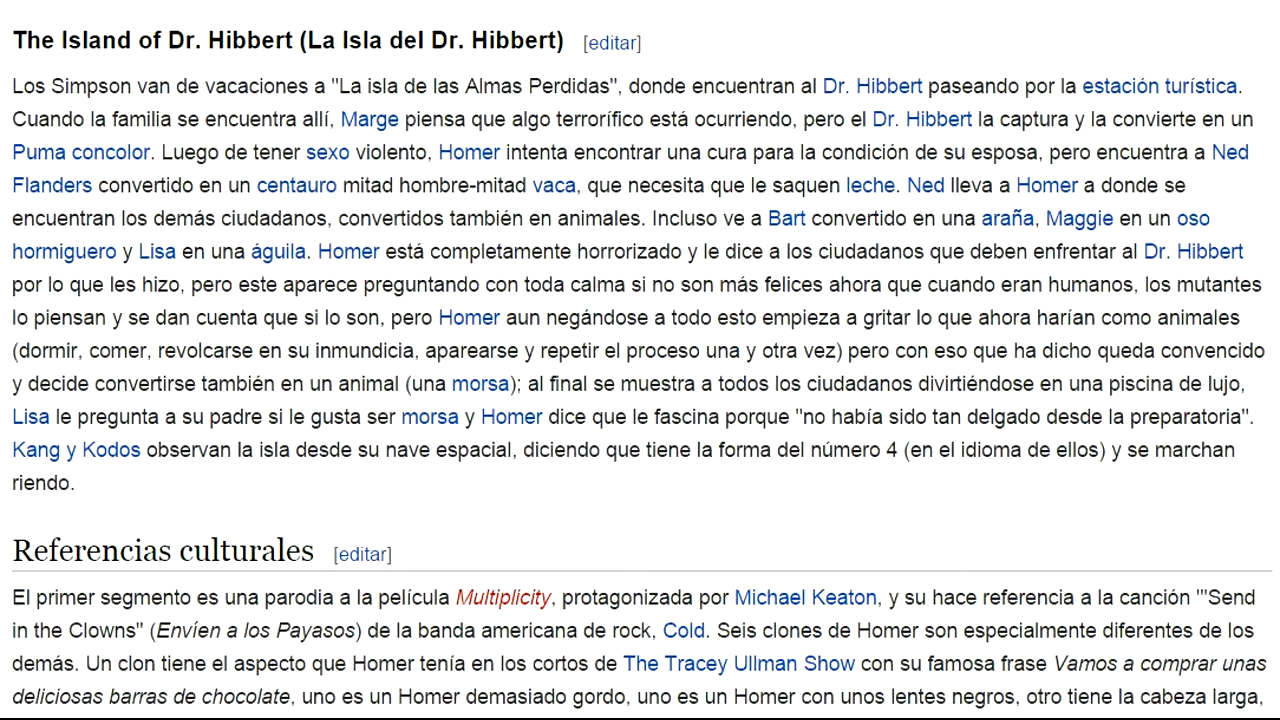 The Island of Dr. Hibbert (La Isla del Dr. Hibbert) [editar]
Los Simpson van de vacaciones a "La isla de las Almas Perdidas", donde encuentran al Dr. Hibbert paseando por la estación turística.
Cuando la familia se encuentra allí, Marge piensa que algo terrorífico está ocurriendo, pero el Dr. Hibbert la captura y la convierte en un
Puma concolor. Luego de tener sexo violento, Homer intenta encontrar una cura para la condición de su esposa, pero encuentra a Ned
Flanders convertido en un centauro mitad hombre-mitad vaca, que necesita que le saquen leche. Ned lleva a Homer a donde se
encuentran los demás ciudadanos, convertidos también en animales. Incluso ve a Bart convertido en una araña, Maggie en un oso
hormiguero y Lisa en una águila. Homer está completamente horrorizado y le dice a los ciudadanos que deben enfrentar al Dr. Hibbert
por lo que les hizo, pero este aparece preguntando con toda calma si no son más felices ahora que cuando eran humanos, los mutantes
lo piensan y se dan cuenta que si lo son, pero Homer aun negándose a todo esto empieza a gritar lo que ahora harían como animales
(dormir, comer, revolcarse en su inmundicia, aparearse y repetir el proceso una y otra vez) pero con eso que ha dicho queda convencido
y decide convertirse también en un animal (una morsa); al final se muestra a todos los ciudadanos divirtiéndose en una piscina de lujo,
Lisa le pregunta a su padre si le gusta ser morsa y Homer dice que le fascina porque "no había sido tan delgado desde la preparatoria".
Kang y Kodos observan la isla desde su nave espacial, diciendo que tiene la forma del número 4 (en el idioma de ellos) y se marchan
riendo.
Referencias culturales [editar]
El primer segmento es una parodia a la película Multiplicity, protagonizada por Michael Keaton, y su hace referencia a la canción '"Send
in the Clowns" (Envíen a los Payasos) de la banda americana de rock, Cold. Seis clones de Homer son especialmente diferentes de los
demás. Un clon tiene el aspecto que Homer tenía en los cortos de The Tracey Ullman Show con su famosa frase Vamos a comprar unas
deliciosas barras de chocolate, uno es un Homer demasiado gordo, uno es un Homer con unos lentes negros, otro tiene la cabeza larga,